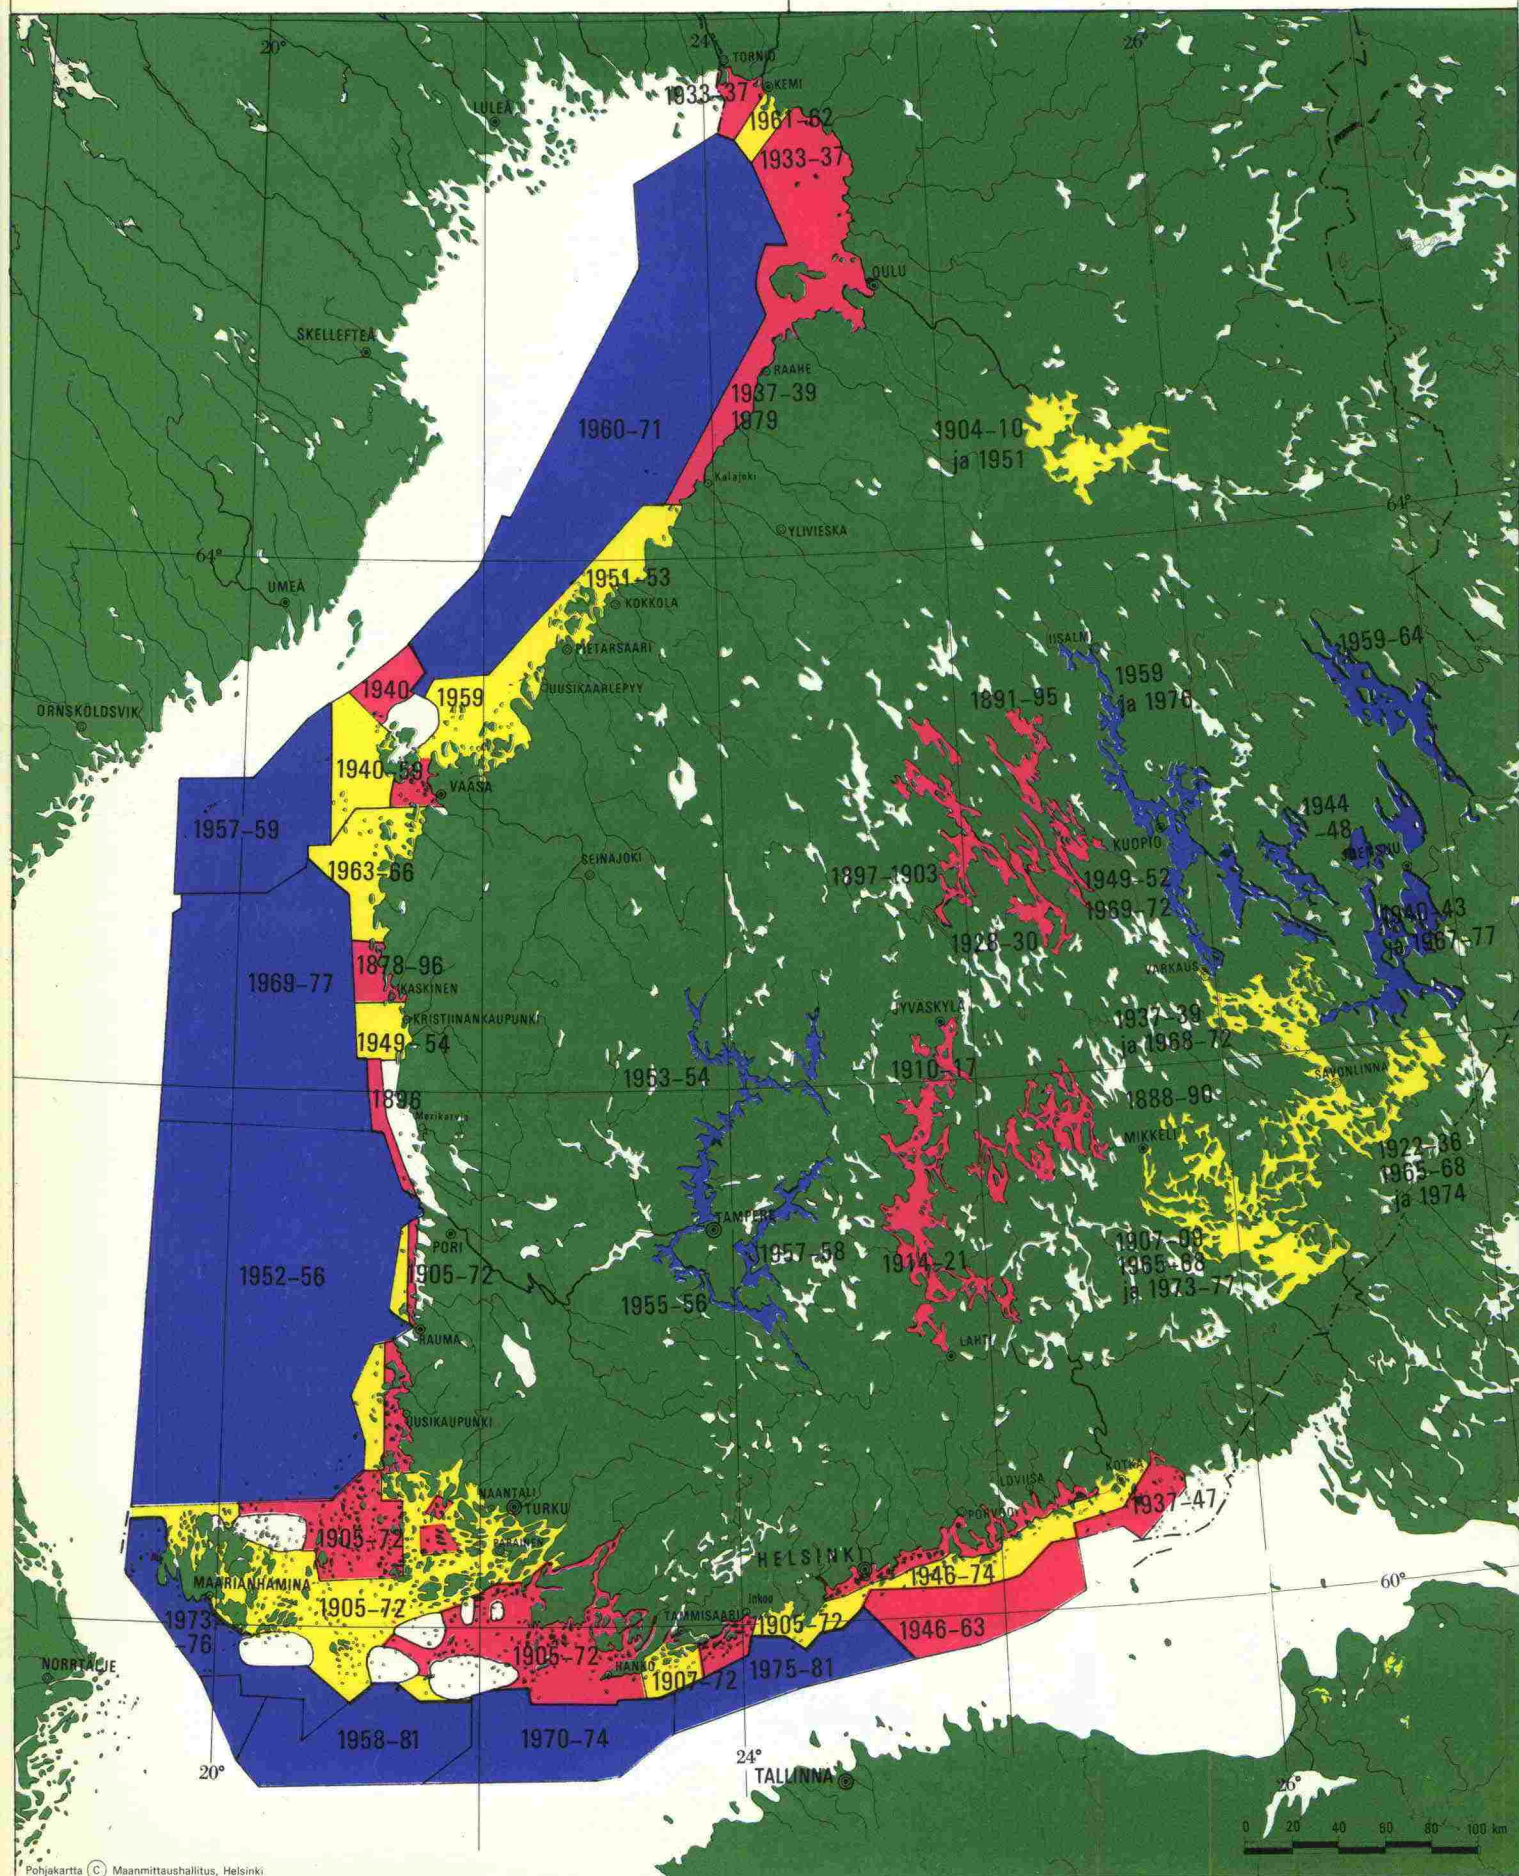 20°
24°
26°
TORNIO
1933–37
KEMI
LULEÅ
1961–62
1933–37
OULU
SKELLEFTEÅ
RAAHE
1937–39
1979
1960–71
1904–10
ja 1951
Kalajoki
64°
YLIVIESKA
64°
1951–53
UMEÅ
KOKKOLA
IISALMI
1959–64
PIETARSAARI
1959
ja 1976
1940
1959
UUSIKAARLEPYY
1891–95
ÖRNSKÖLDSVIK
1940–59
VAASA
1944
–48
1957–59
KUOPIO
JOENSUU
SEINÄJOKI
1963–66
1897–1903
1949–52
1969–72
1940–43
ja 1967–77
1928–30
1878–96
VARKAUS
1969–77
KASKINEN
JYVÄSKYLÄ
KRISTIINANKAUPUNKI
1937–39
ja 1968–72
1949–54
1910–17
SAVONLINNA
1953–54
1896
1888–90
Merikarvia
MIKKELI
1922–36
1965–68
ja 1974
TAMPERE
PORI
1907–09
1965–68
ja 1973–77
1957–58
1914–21
1952–56
1905–72
1955–56
RAUMA
LAHTI
UUSIKAUPUNKI
KOTKA
LOVIISA
NAANTALI
TURKU
1937–47
PORVOO
1905–72
PARAINEN
HELSINKI
1946–74
MAARIANHAMINA
60°
1905–72
Inkoo
TAMMISAARI
1905–72
1973
–76
1946–63
1905–72
HANKO
NORRTÄLJE
1907–72
1975–81
1958–81
1970–74
20°
24°
TALLINNA
26°
0 20 40 60 80 100 km
Pohjakartta (C) Maanmittaushallitus, Helsinki